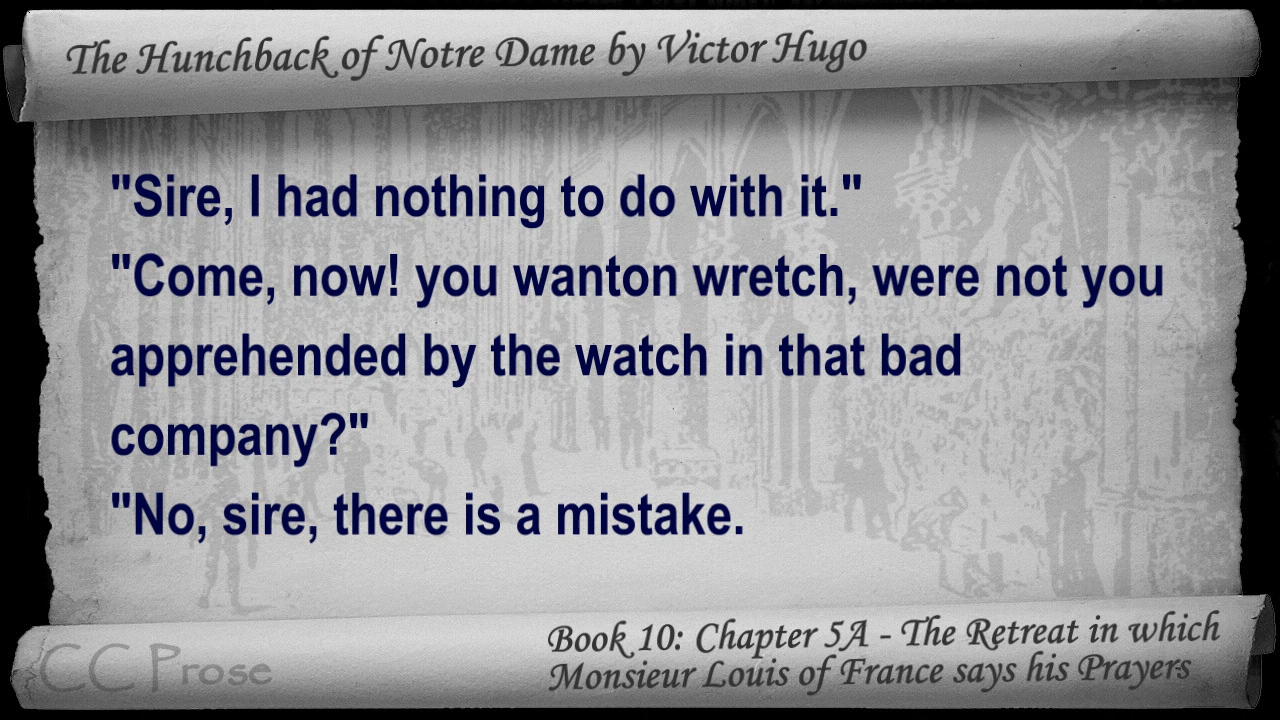 The Hunchback of Notre Dame by Victor Hugo
"Sire, I had nothing to do with it."
"Come, now! you wanton wretch, were not you
apprehended by the watch in that bad
company?"
"No, sire, there is a mistake.
Book 10: Chapter 5A - The Retreat in which
Monsieur Louis of France says his Prayers
CC Prose